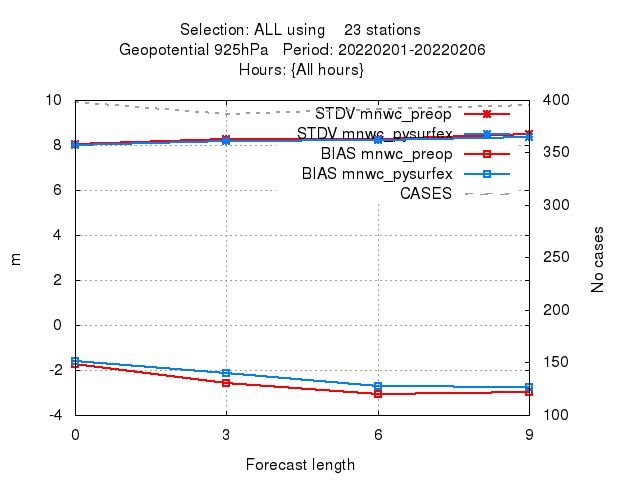 Selection: ALL using    23 stations
Geopotential 925hPa   Period: 20220201-20220206
Hours: {All hours}
10
8
6
4
2
0
-2
-4
m
STDV mnwc_preop
STDV mnwc_pysurfex
BIAS mnwc_preop
BIAS mnwc_pysurfex
CASES
400
350
300
250
200
150
100
No cases
0 3 6 9
Forecast length